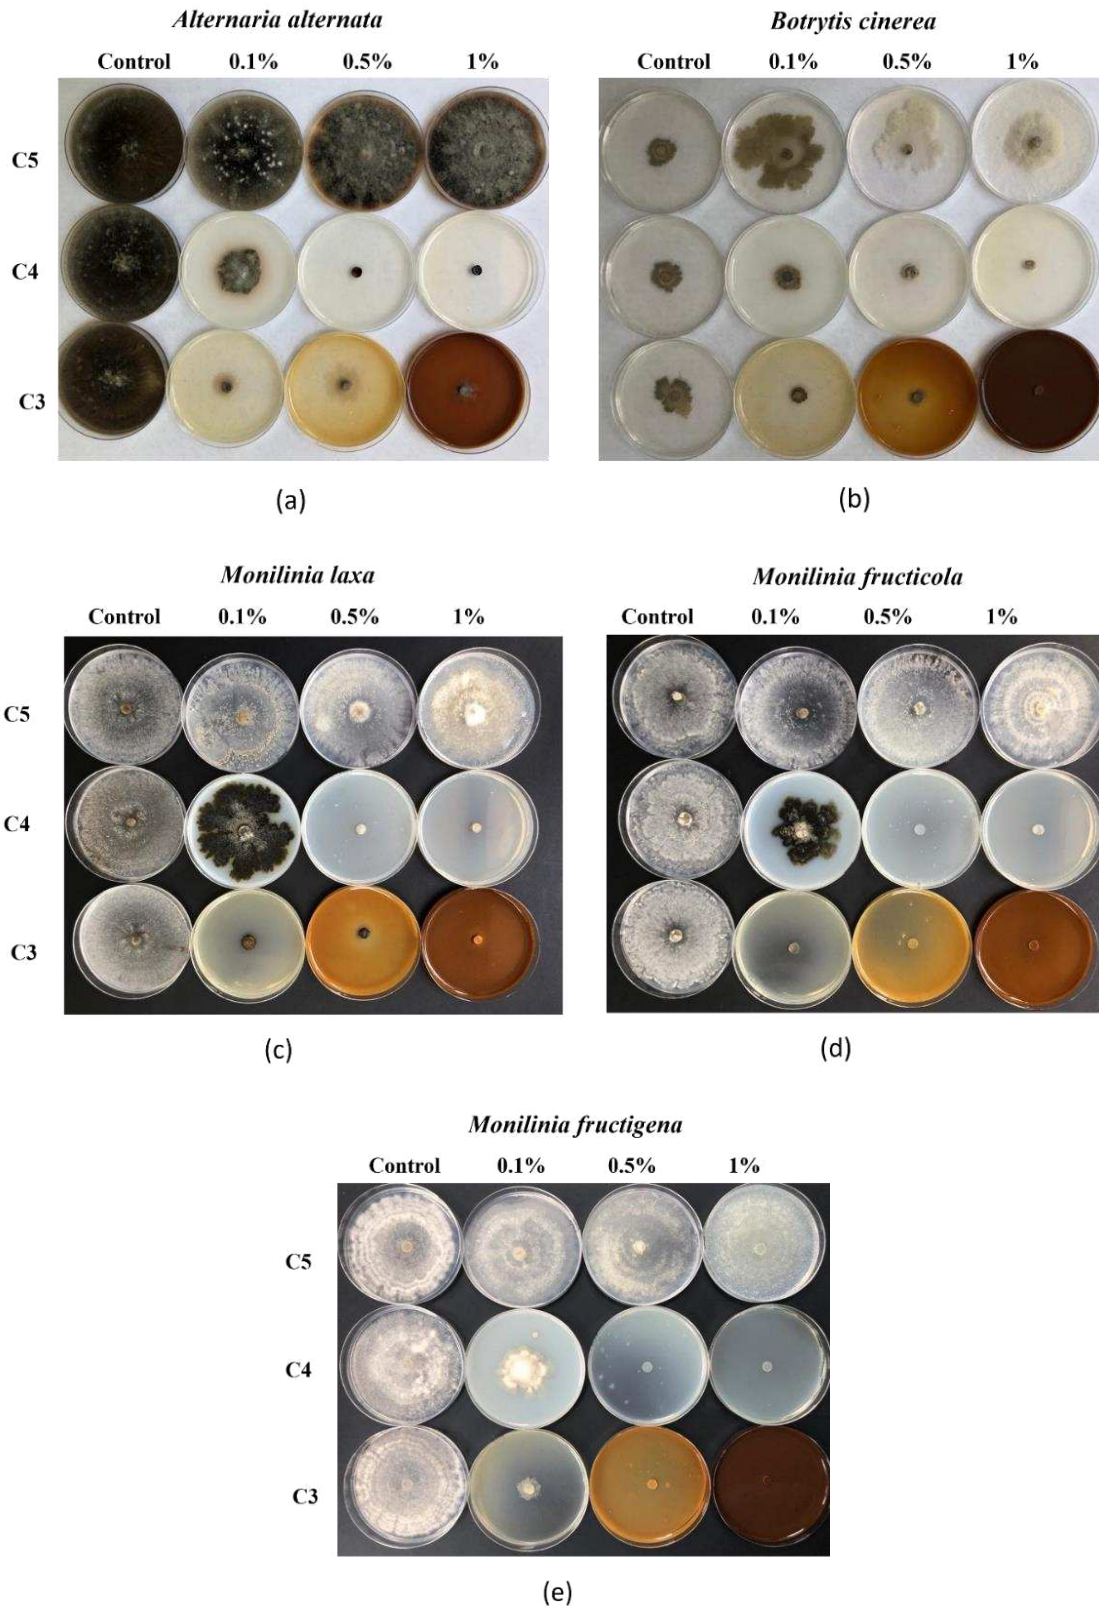 Alternaria alternata
Control 0.1% 0.5% 1%
C5
C4
C3
(a)
Botrytis cinerea
Control 0.1% 0.5% 1%
(b)
Monilinia laxa
Control 0.1% 0.5% 1%
C5
C4
C3
(c)
Monilinia fructicola
Control 0.1% 0.5% 1%
(d)
Monilinia fructigena
Control 0.1% 0.5% 1%
C5
C4
C3
(e)